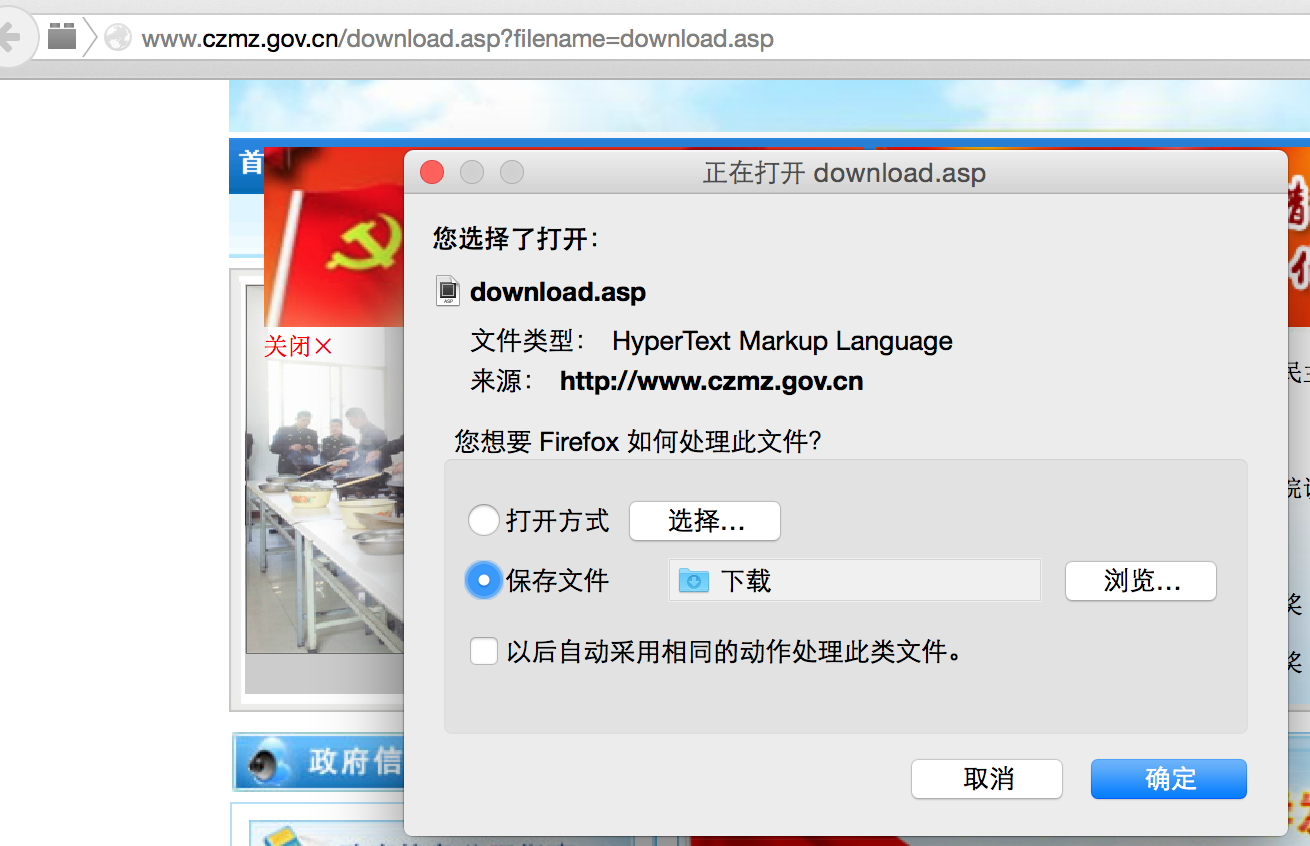 www.czmz.gov.cn/download.asp?filename=download.asp
首
正在打开 download.asp
您选择了打开：
download.asp
文件类型： HyperText Markup Language
来源： http://www.czmz.gov.cn
关闭×
您想要 Firefox 如何处理此文件?
打开方式 选择...
保存文件 下载 浏览...
以后自动采用相同的动作处理此类文件。
奖
奖
取消 确定
政府信